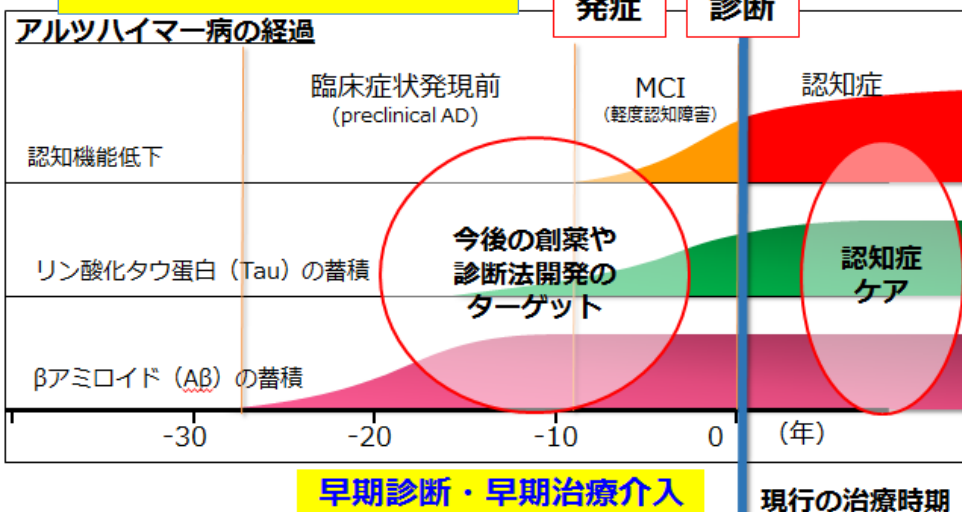 発症
診断
アルツハイマー病の経過
臨床症状発現前
(preclinical AD)
MCI
(軽度認知障害)
認知症
認知機能低下
今後の創薬や
診断法開発の
ターゲット
リン酸化タウ蛋白（Tau）の蓄積
認知症
ケア
βアミロイド（Aβ）の蓄積
-30
-20
-10
0
（年）
早期診断・早期治療介入
現行の治療時期